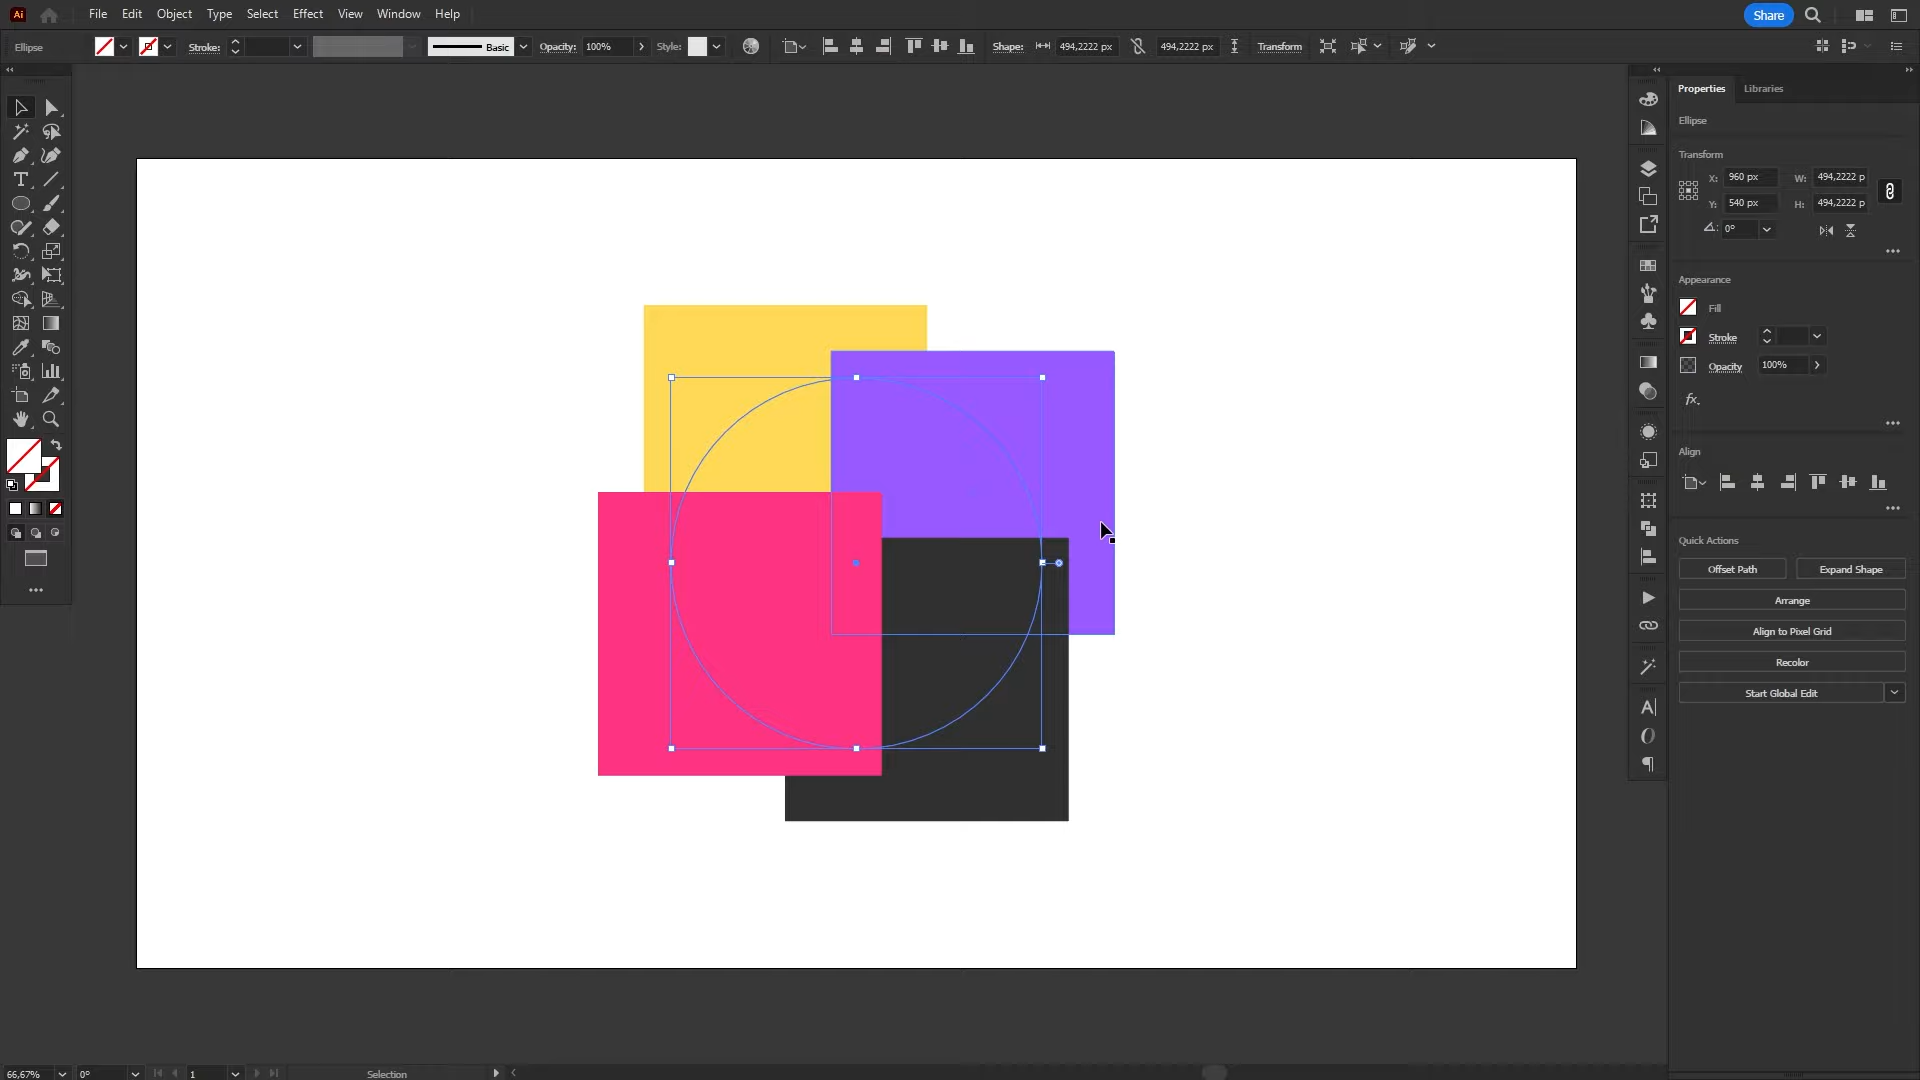 Ai File Edit Object Type Select Effect View Window Help Share
Ellipse Stroke: Basic Opacity: 100% Style: Shape: 494,2222 px 494,2222 px Transform
Properties Libraries
Ellipse
Transform
X: 960 px W: 494,2222 p
Y: 540 px H: 494,2222 p
0°
Appearance
Fill
Stroke
Opacity 100%
fx.
Align
Quick Actions
Offset Path Expand Shape
Arrange
Align to Pixel Grid
Recolor
Start Global Edit
66,67% 0° 1 Selection